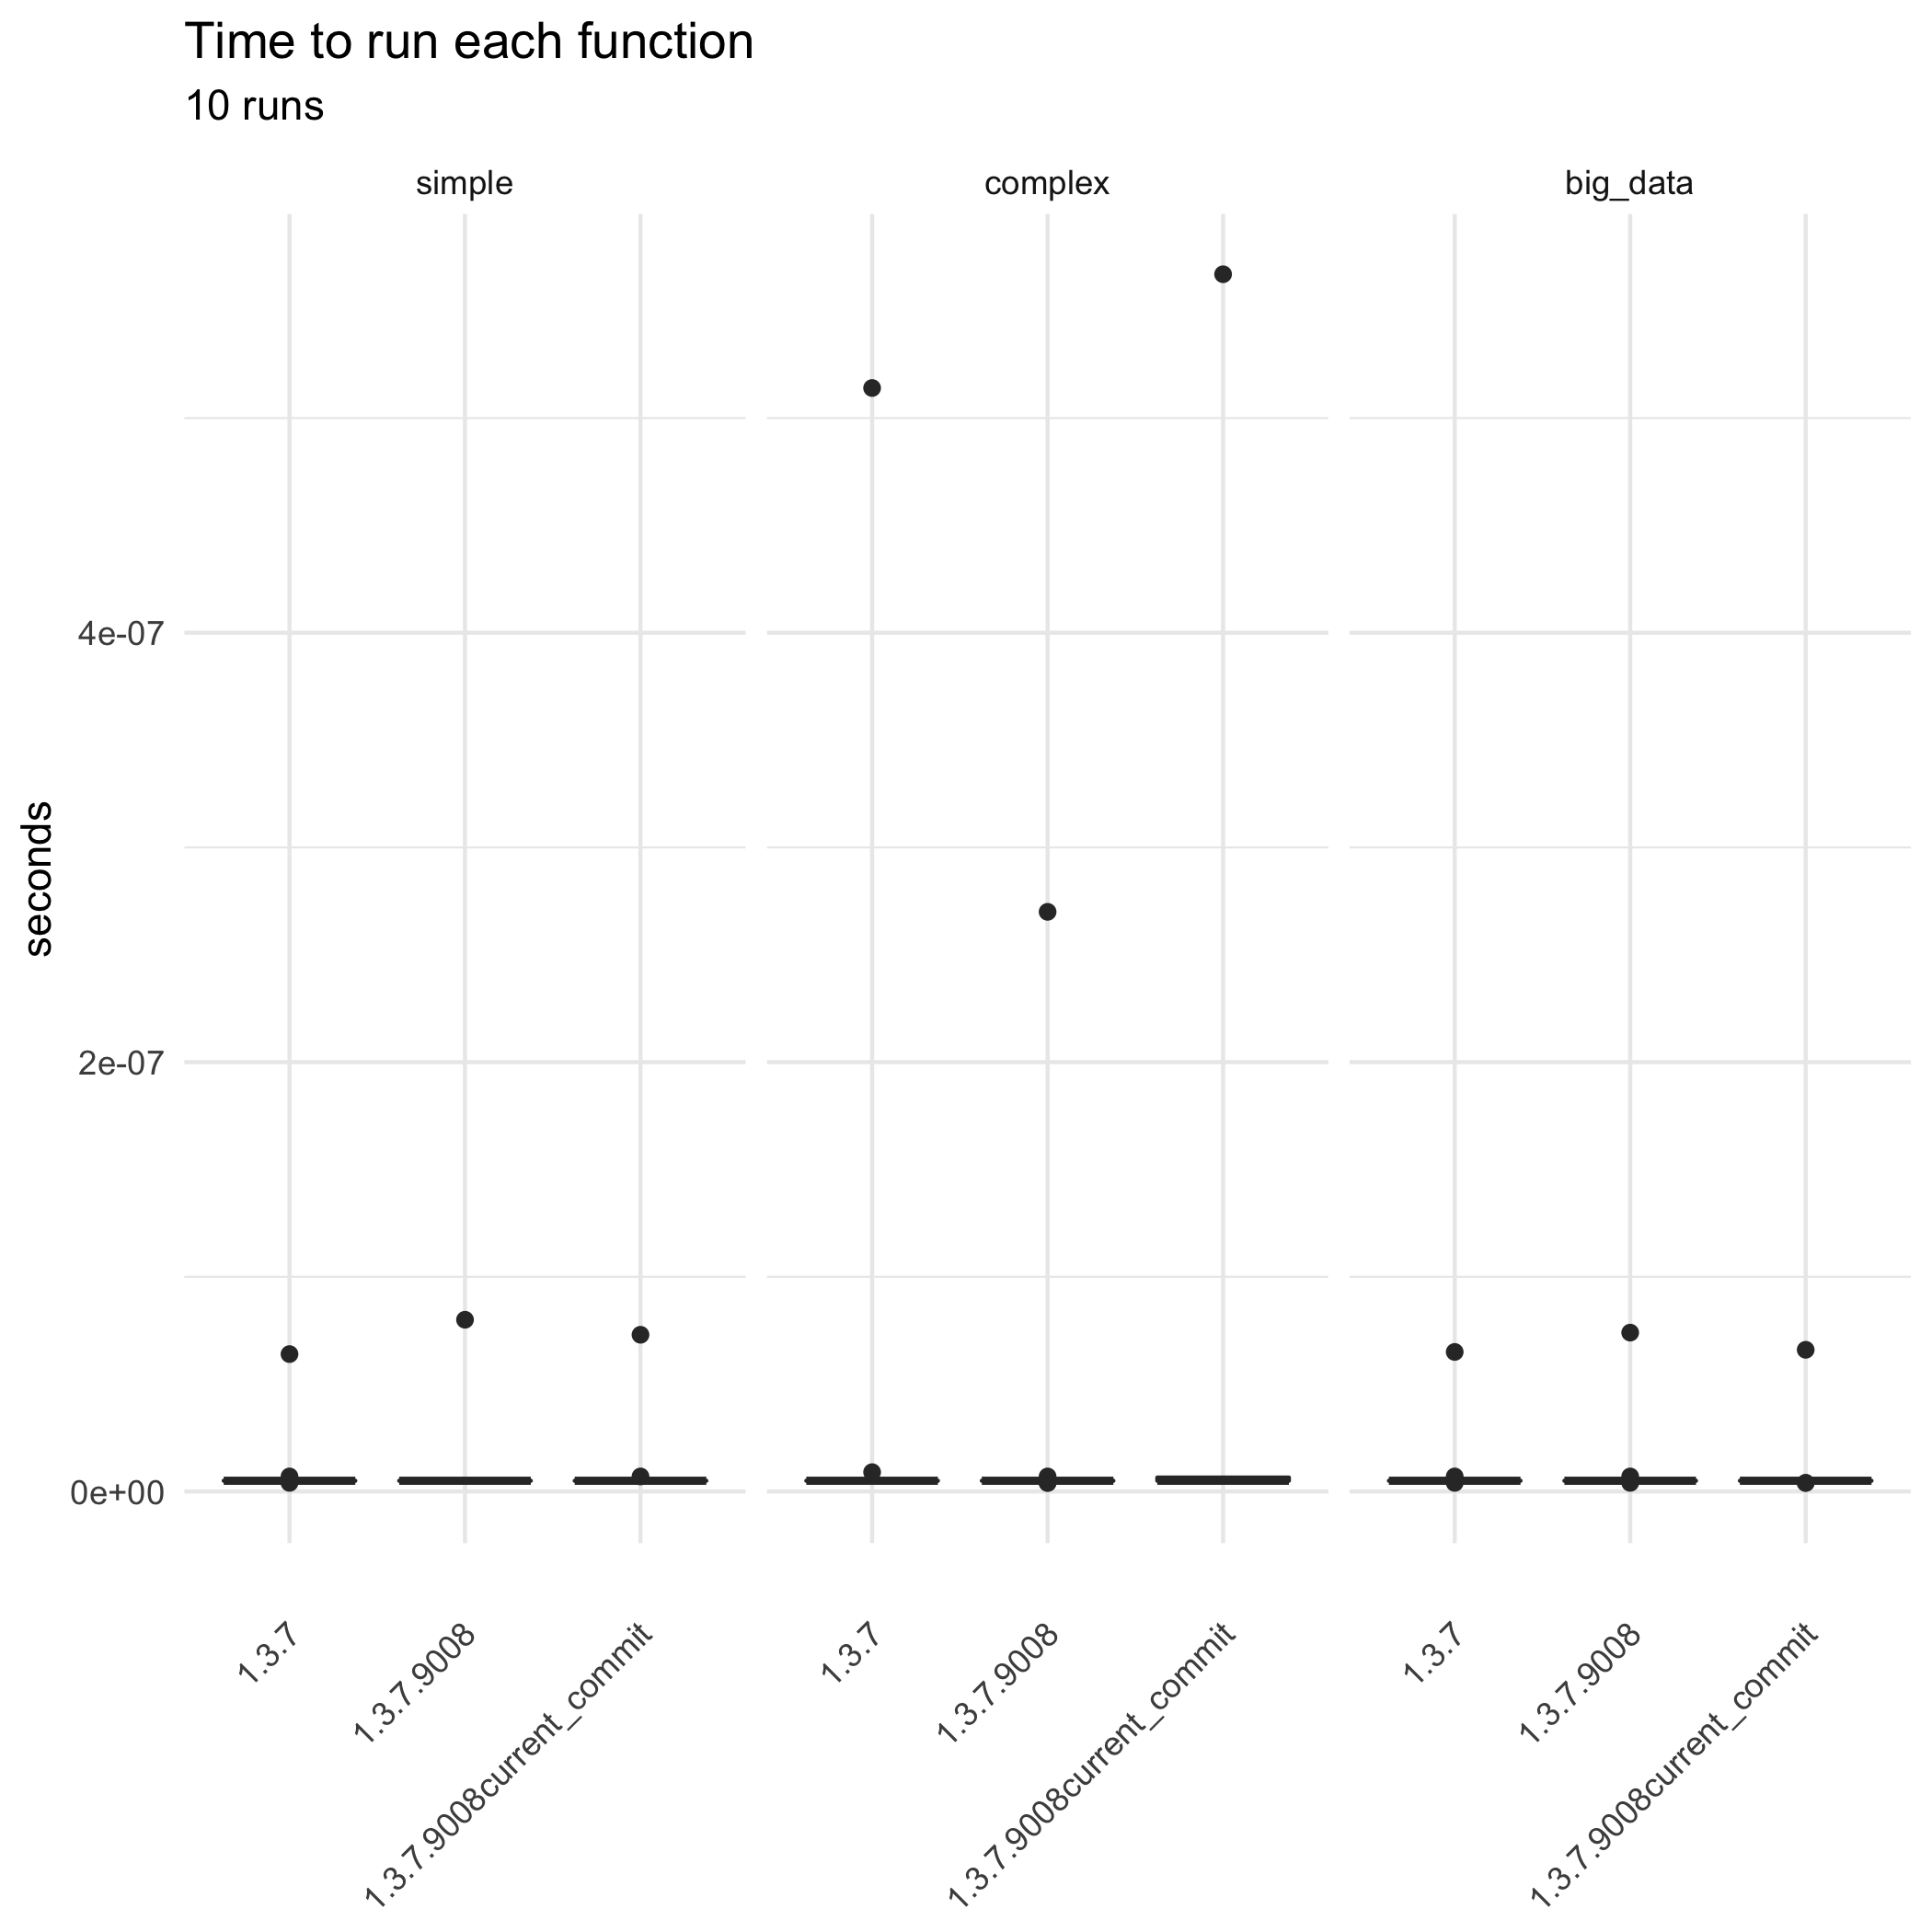 Time to run each function
10 runs
simple
complex
big_data
seconds
4e-07
2e-07
0e+00
1.3.7
1.3.7.9008
1.3.7.9008current_commit
1.3.7
1.3.7.9008
1.3.7.9008current_commit
1.3.7
1.3.7.9008
1.3.7.9008current_commit